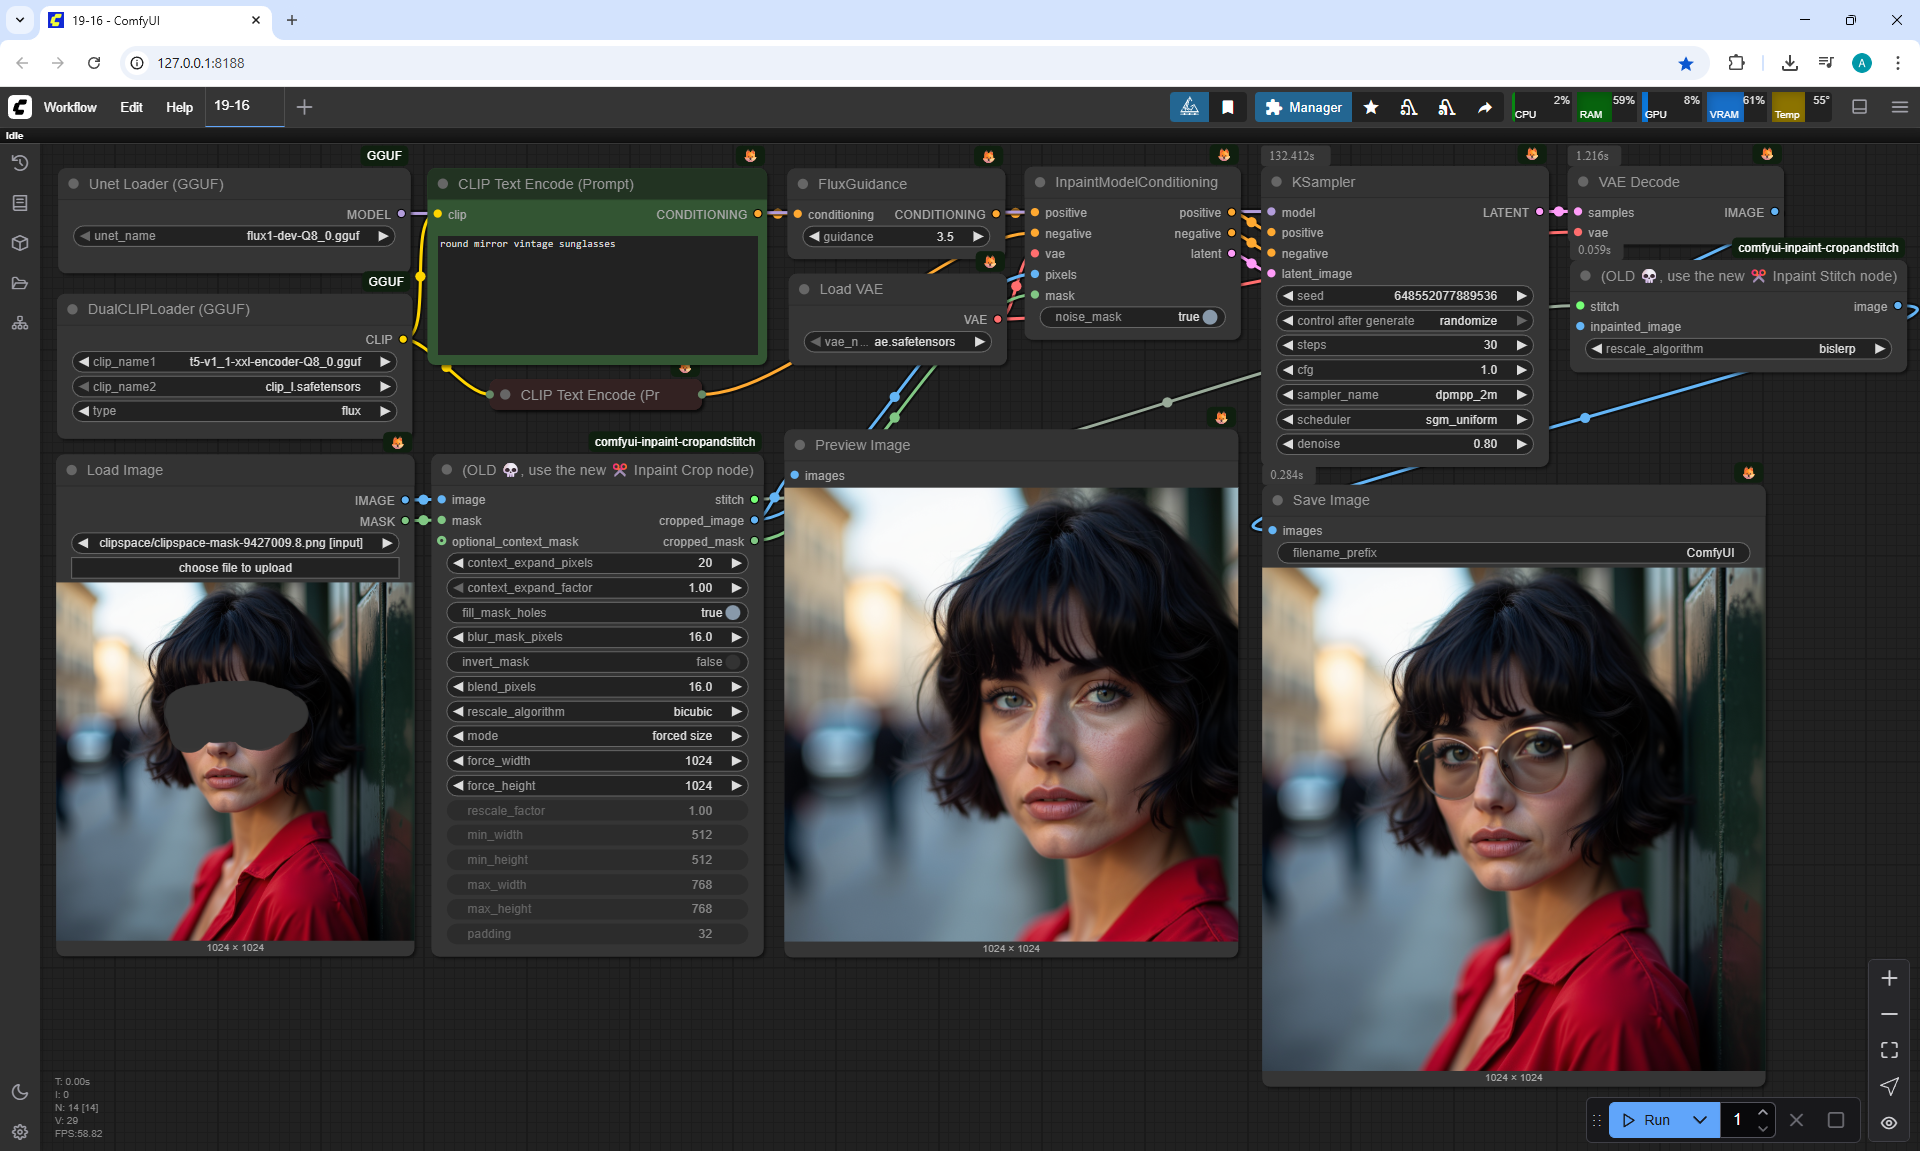 19-16 - ComfyUI
127.0.0.1:8188
Workflow
Edit
Help
19-16
Manager
CPU 2%
RAM 59%
GPU 8%
VRAM 61%
Temp 55°
Idle
GGUF
Unet Loader (GGUF)
MODEL
unet_name flux1-dev-Q8_0.gguf
GGUF
DualCLIPLoader (GGUF)
CLIP
clip_name1 t5-v1_1-xxl-encoder-Q8_0.gguf
clip_name2 clip_l.safetensors
type flux
CLIP Text Encode (Prompt)
clip CONDITIONING
round mirror vintage sunglasses
CLIP Text Encode (Pr
FluxGuidance
conditioning CONDITIONING
guidance 3.5
Load VAE
VAE
vae_n... ae.safetensors
InpaintModelConditioning
positive positive
negative negative
vae latent
pixels
mask
noise_mask true
132.412s
KSampler
model LATENT
positive
negative
latent_image
seed 648552077889536
control after generate randomize
steps 30
cfg 1.0
sampler_name dpmpp_2m
scheduler sgm_uniform
denoise 0.80
1.216s
VAE Decode
samples IMAGE
vae
0.059s
comfyui-inpaint-cropandstitch
(OLD 💀, use the new ✂️ Inpaint Stitch node)
stitch image
inpainted_image
rescale_algorithm bislerp
Load Image
IMAGE
MASK
clipspace/clipspace-mask-9427009.8.png [input]
choose file to upload
1024 × 1024
comfyui-inpaint-cropandstitch
(OLD 💀, use the new ✂️ Inpaint Crop node)
image stitch
mask cropped_image
optional_context_mask cropped_mask
context_expand_pixels 20
context_expand_factor 1.00
fill_mask_holes true
blur_mask_pixels 16.0
invert_mask false
blend_pixels 16.0
rescale_algorithm bicubic
mode forced size
force_width 1024
force_height 1024
rescale_factor 1.00
min_width 512
min_height 512
max_width 768
max_height 768
padding 32
Preview Image
images
1024 × 1024
0.284s
Save Image
images
filename_prefix ComfyUI
1024 × 1024
T: 0.00s
I: 0
N: 14 [14]
V: 29
FPS:58.82
Run 1
A